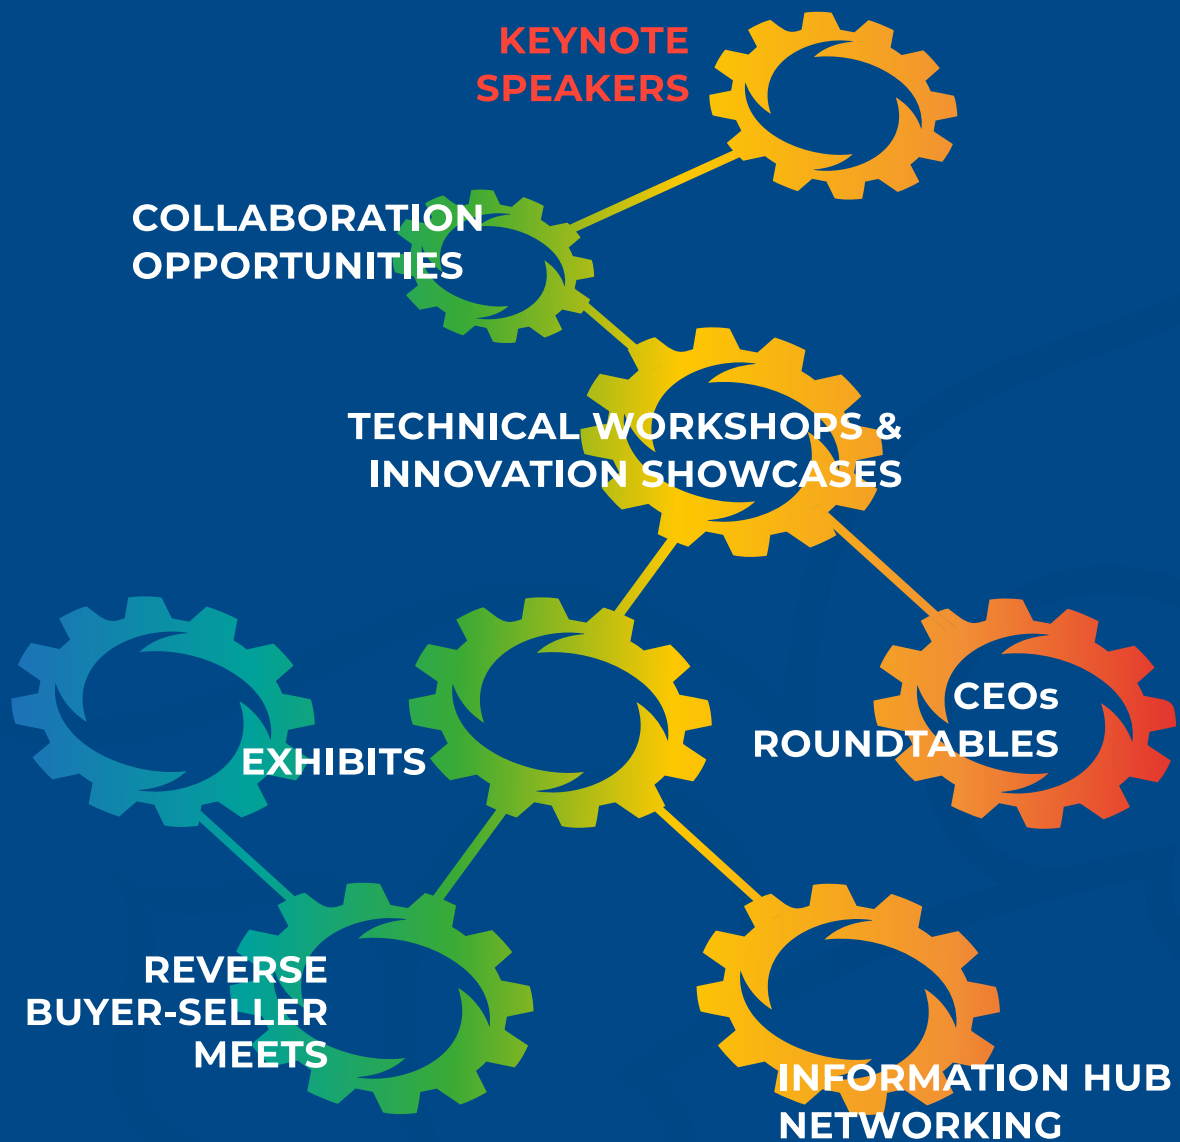 KEYNOTE
SPEAKERS
COLLABORATION
OPPORTUNITIES
TECHNICAL WORKSHOPS &
INNOVATION SHOWCASES
CEOs
ROUNDTABLES
EXHIBITS
REVERSE
BUYER-SELLER
MEETS
INFORMATION HUB
NETWORKING